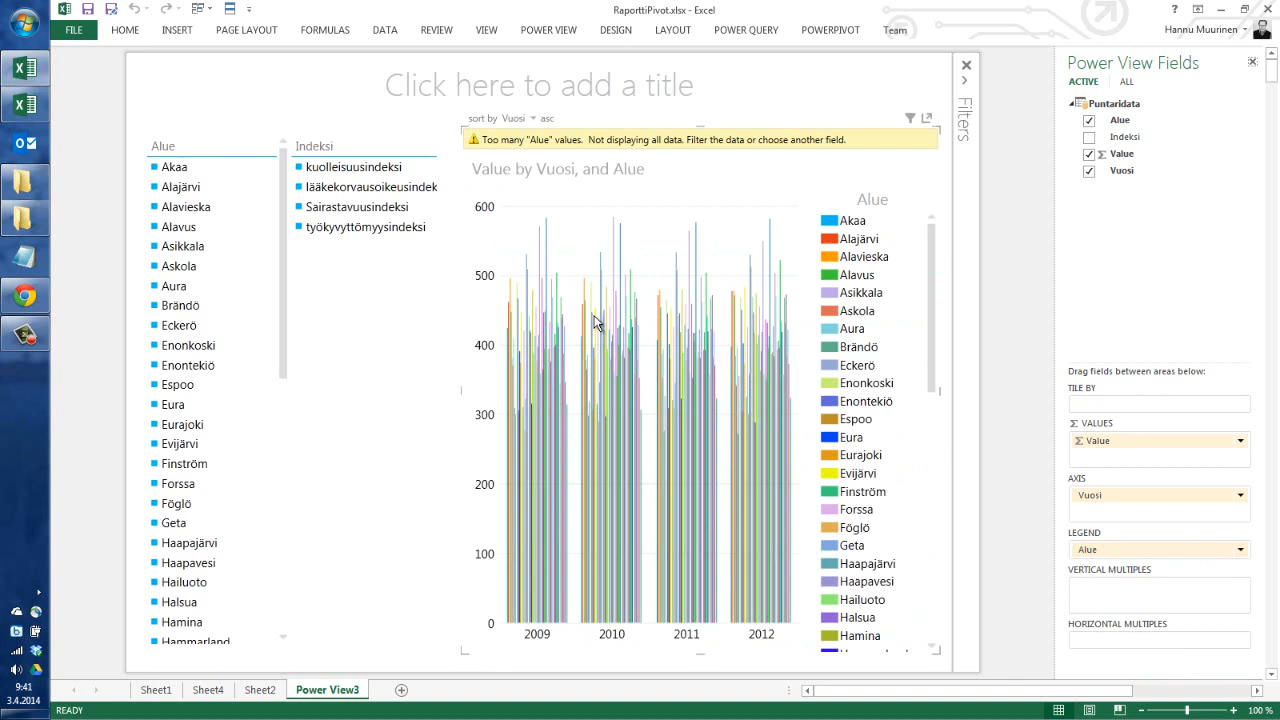 RaporttiPivot.xlsx - Excel
FILE HOME INSERT PAGE LAYOUT FORMULAS DATA REVIEW VIEW POWER VIEW DESIGN LAYOUT POWER QUERY POWERPIVOT Team
Hannu Muurinen
Click here to add a title
sort by Vuosi asc
Too many "Alue" values. Not displaying all data. Filter the data or choose another field.
Value by Vuosi, and Alue
Alue
Akaa
Alajärvi
Alavieska
Alavus
Asikkala
Askola
Aura
Brändö
Eckerö
Enonkoski
Enontekiö
Espoo
Eura
Eurajoki
Evijärvi
Finström
Forssa
Föglö
Geta
Haapajärvi
Haapavesi
Hailuoto
Halsua
Hamina
Hammarland
Indeksi
kuolleisuusindeksi
lääkekorvausoikeusindek
Sairastavuusindeksi
työkyvyttömyysindeksi
600
500
400
300
200
100
0
2009 2010 2011 2012
Alue
Akaa
Alajärvi
Alavieska
Alavus
Asikkala
Askola
Aura
Brändö
Eckerö
Enonkoski
Enontekiö
Espoo
Eura
Eurajoki
Evijärvi
Finström
Forssa
Föglö
Geta
Haapajärvi
Haapavesi
Hailuoto
Halsua
Hamina
Filters
Power View Fields
ACTIVE ALL
Puntaridata
Alue
Indeksi
Σ Value
Vuosi
Drag fields between areas below:
TILE BY
Σ VALUES
Σ Value
AXIS
Vuosi
LEGEND
Alue
VERTICAL MULTIPLES
HORIZONTAL MULTIPLES
9:41
3.4.2014
Sheet1 Sheet4 Sheet2 Power View3
READY
100 %